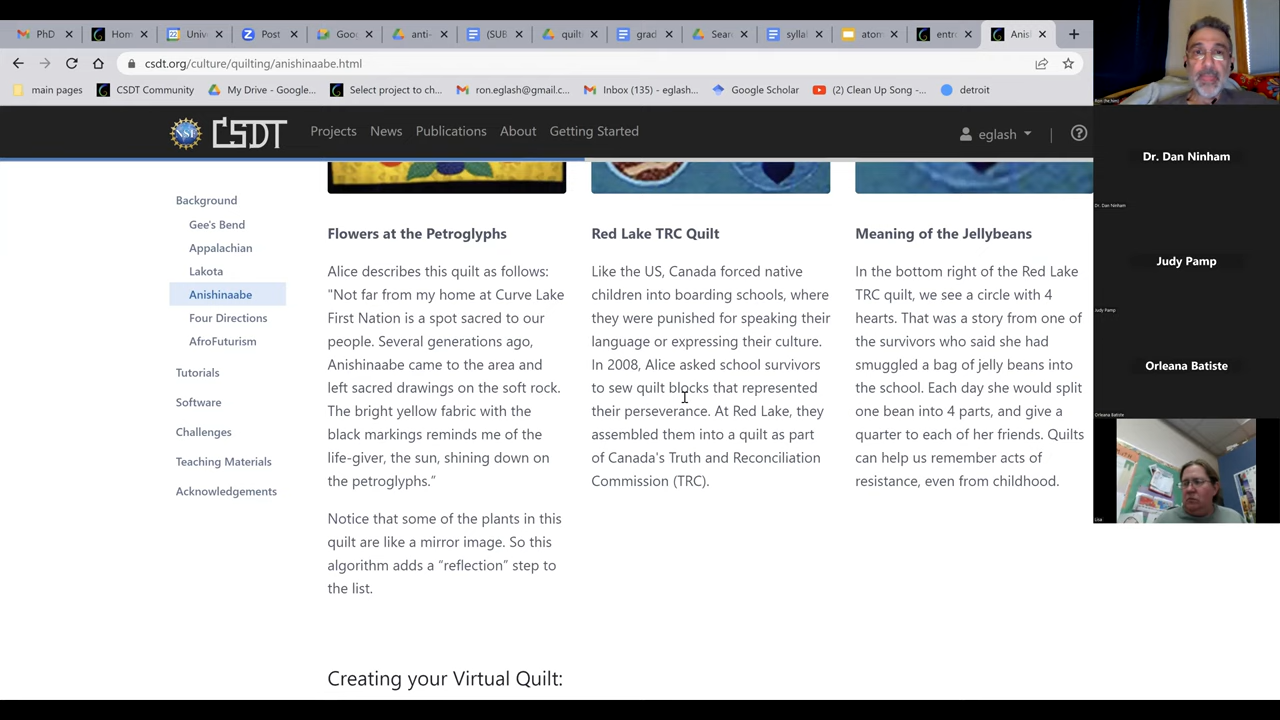 PhD
Hom
22
Univ
Z
Post
Goo
anti-
(SUB
quilt
grad
Sear
sylla
atom
entr
Anis
csdt.org/culture/quilting/anishinaabe.html
main pages
CSDT Community
My Drive - Google...
Select project to ch...
ron.eglash@gmail.c...
Inbox (135) - eglash...
Google Scholar
(2) Clean Up Song -...
detroit
NSF CSDT
Projects
News
Publications
About
Getting Started
eglash
Background
Gee's Bend
Appalachian
Lakota
Anishinaabe
Four Directions
AfroFuturism
Tutorials
Software
Challenges
Teaching Materials
Acknowledgements
Flowers at the Petroglyphs
Alice describes this quilt as follows:
"Not far from my home at Curve Lake
First Nation is a spot sacred to our
people. Several generations ago,
Anishinaabe came to the area and
left sacred drawings on the soft rock.
The bright yellow fabric with the
black markings reminds me of the
life-giver, the sun, shining down on
the petroglyphs."
Notice that some of the plants in this
quilt are like a mirror image. So this
algorithm adds a "reflection" step to
the list.
Red Lake TRC Quilt
Like the US, Canada forced native
children into boarding schools, where
they were punished for speaking their
language or expressing their culture.
In 2008, Alice asked school survivors
to sew quilt blocks that represented
their perseverance. At Red Lake, they
assembled them into a quilt as part
of Canada's Truth and Reconciliation
Commission (TRC).
Meaning of the Jellybeans
In the bottom right of the Red Lake
TRC quilt, we see a circle with 4
hearts. That was a story from one of
the survivors who said she had
smuggled a bag of jelly beans into
the school. Each day she would split
one bean into 4 parts, and give a
quarter to each of her friends. Quilts
can help us remember acts of
resistance, even from childhood.
Creating your Virtual Quilt:
Ron (he,him)
Dr. Dan Ninham
Dr. Dan Ninham
Judy Pamp
Judy Pamp
Orleana Batiste
Orleana Batiste
Lisa